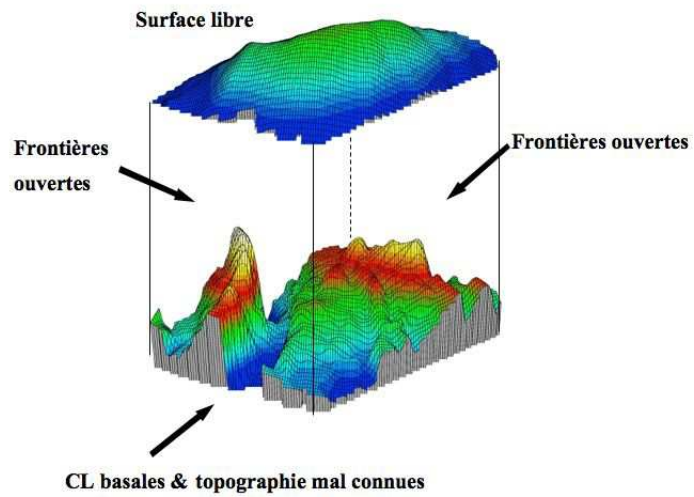 Surface libre
Frontières
ouvertes
Frontières ouvertes
CL basales & topographie mal connues